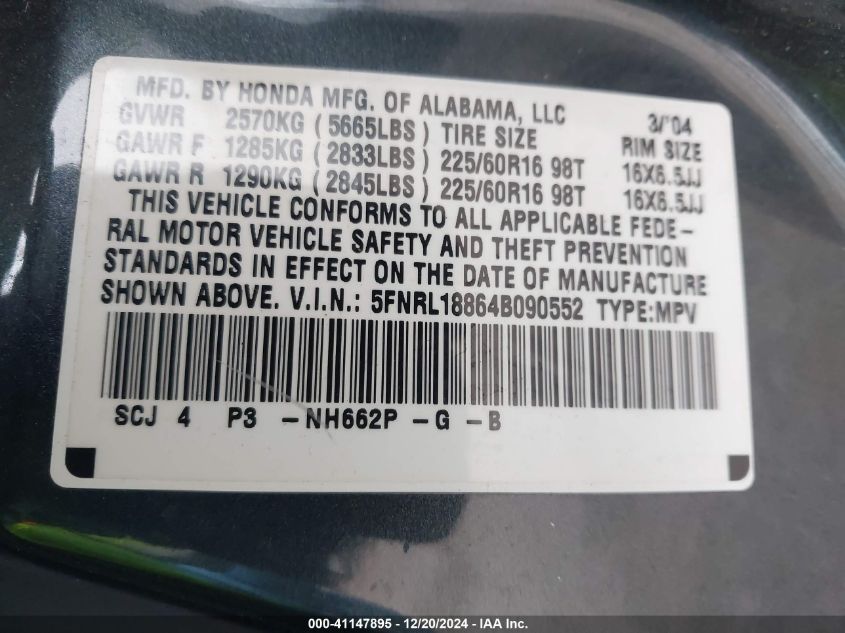 MFD. BY HONDA MFG. OF ALABAMA, LLC 3/'04
GVWR 2570KG (5665LBS) TIRE SIZE RIM SIZE
GAWR F 1285KG (2833LBS) 225/60R16 98T 16X6.5JJ
GAWR R 1290KG (2845LBS) 225/60R16 98T 16X6.5JJ
THIS VEHICLE CONFORMS TO ALL APPLICABLE FEDE-
RAL MOTOR VEHICLE SAFETY AND THEFT PREVENTION
STANDARDS IN EFFECT ON THE DATE OF MANUFACTURE
SHOWN ABOVE. V.I.N.: 5FNRL18864B090552 TYPE:MPV
SCJ 4 P3 -NH662P -G -B
000-41147895 - 12/20/2024 - IAA Inc.